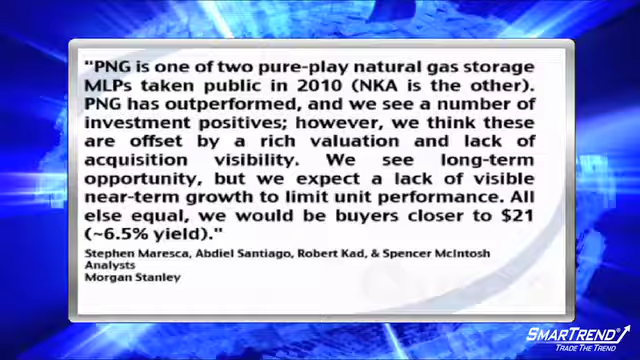 "PNG is one of two pure-play natural gas storage
MLPs taken public in 2010 (NKA is the other).
PNG has outperformed, and we see a number of
investment positives; however, we think these
are offset by a rich valuation and lack of
acquisition visibility. We see long-term
opportunity, but we expect a lack of visible
near-term growth to limit unit performance. All
else equal, we would be buyers closer to $21
(~6.5% yield)."
Stephen Maresca, Abdiel Santiago, Robert Kad, & Spencer McIntosh
Analysts
Morgan Stanley
SMARTREND
TRADE THE TREND